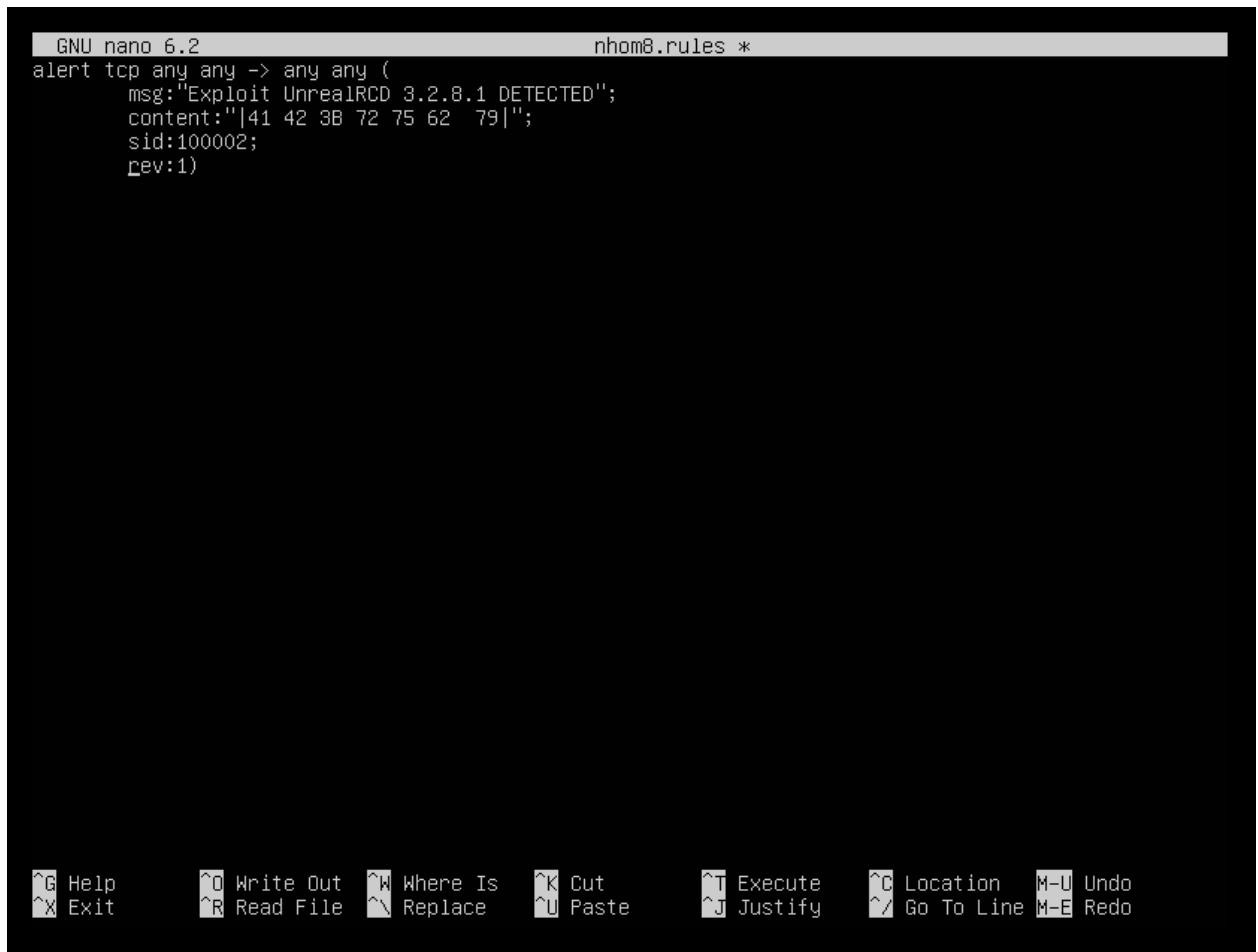 GNU nano 6.2 nhom8.rules *
alert tcp any any -> any any (
msg:"Exploit UnrealRCD 3.2.8.1 DETECTED";
content:"|41 42 3B 72 75 62  79|";
sid:100002;
rev:1)
^G Help ^O Write Out ^W Where Is ^K Cut ^T Execute ^C Location M-U Undo
^X Exit ^R Read File ^\ Replace ^U Paste ^J Justify ^/ Go To Line M-E Redo